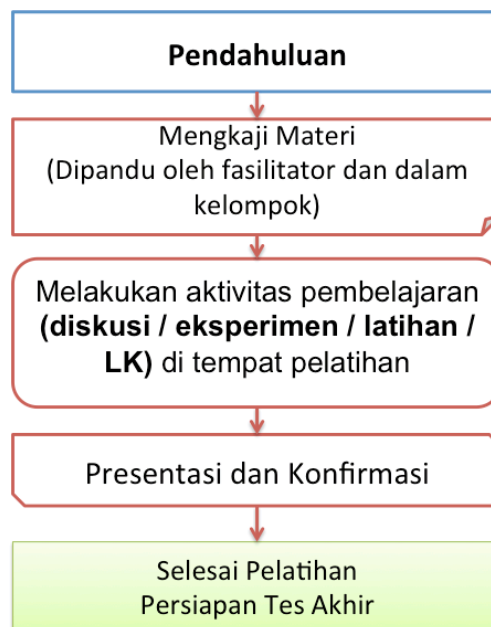 Pendahuluan
Mengkaji Materi
(Dipandu oleh fasilitator dan dalam
kelompok)
Melakukan aktivitas pembelajaran
(diskusi / eksperimen / latihan /
LK) di tempat pelatihan
Presentasi dan Konfirmasi
Selesai Pelatihan
Persiapan Tes Akhir